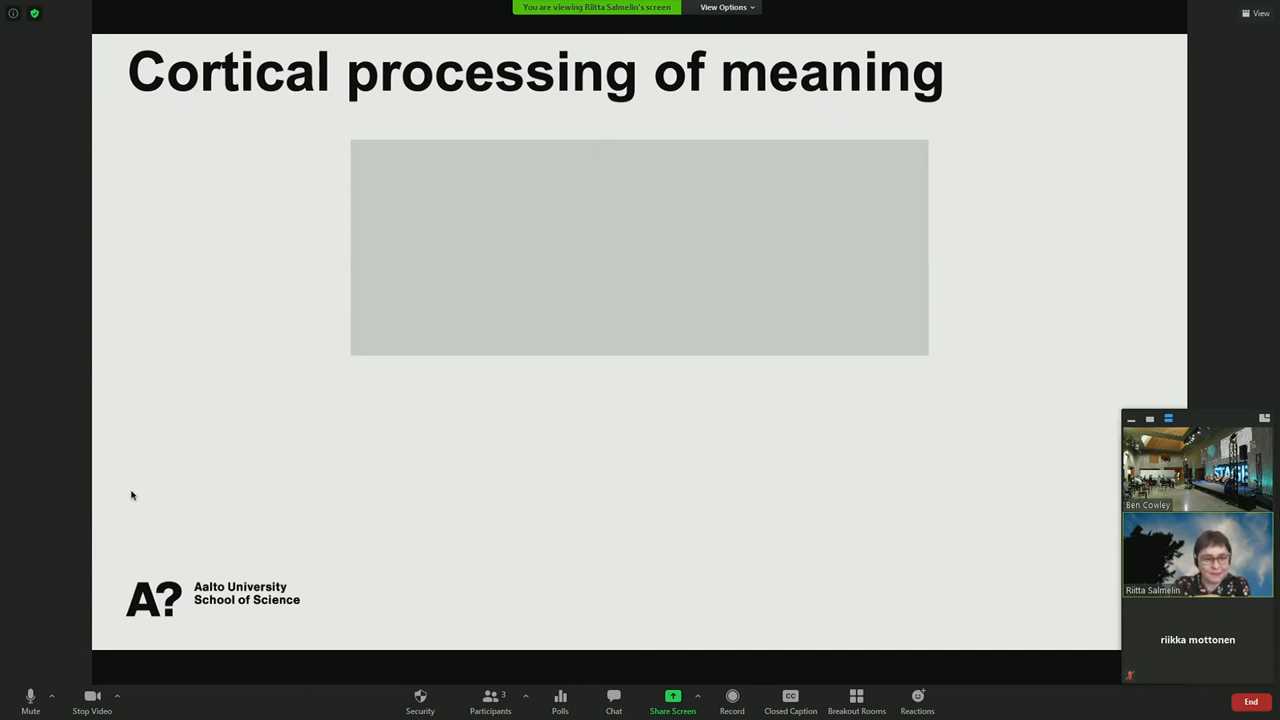 You are viewing Riitta Salmelin's screen
View Options
View
Cortical processing of meaning
STAGE
Ben Cowley
Riitta Salmelin
riikka mottonen
A?
Aalto University
School of Science
Mute
Stop Video
Security
3
Participants
Polls
Chat
Share Screen
Record
CC
Closed Caption
Breakout Rooms
Reactions
End